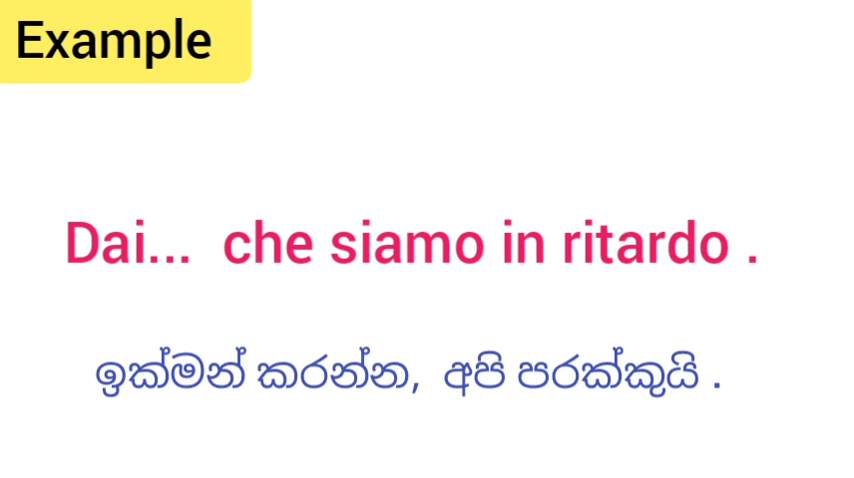 Example
Dai... che siamo in ritardo .
ඉක්මන් කරන්න, අපි පරක්කුයි .